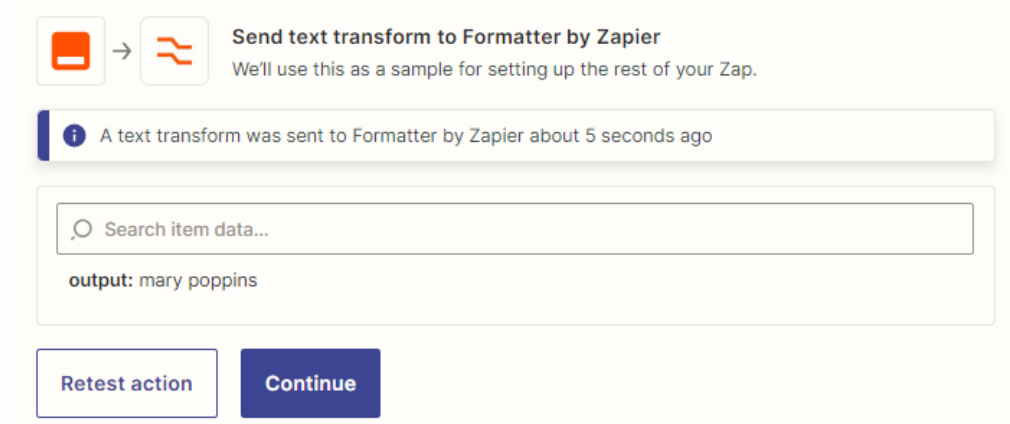 Send text transform to Formatter by Zapier
We'll use this as a sample for setting up the rest of your Zap.
A text transform was sent to Formatter by Zapier about 5 seconds ago
Search item data...
output: mary poppins
Retest action
Continue